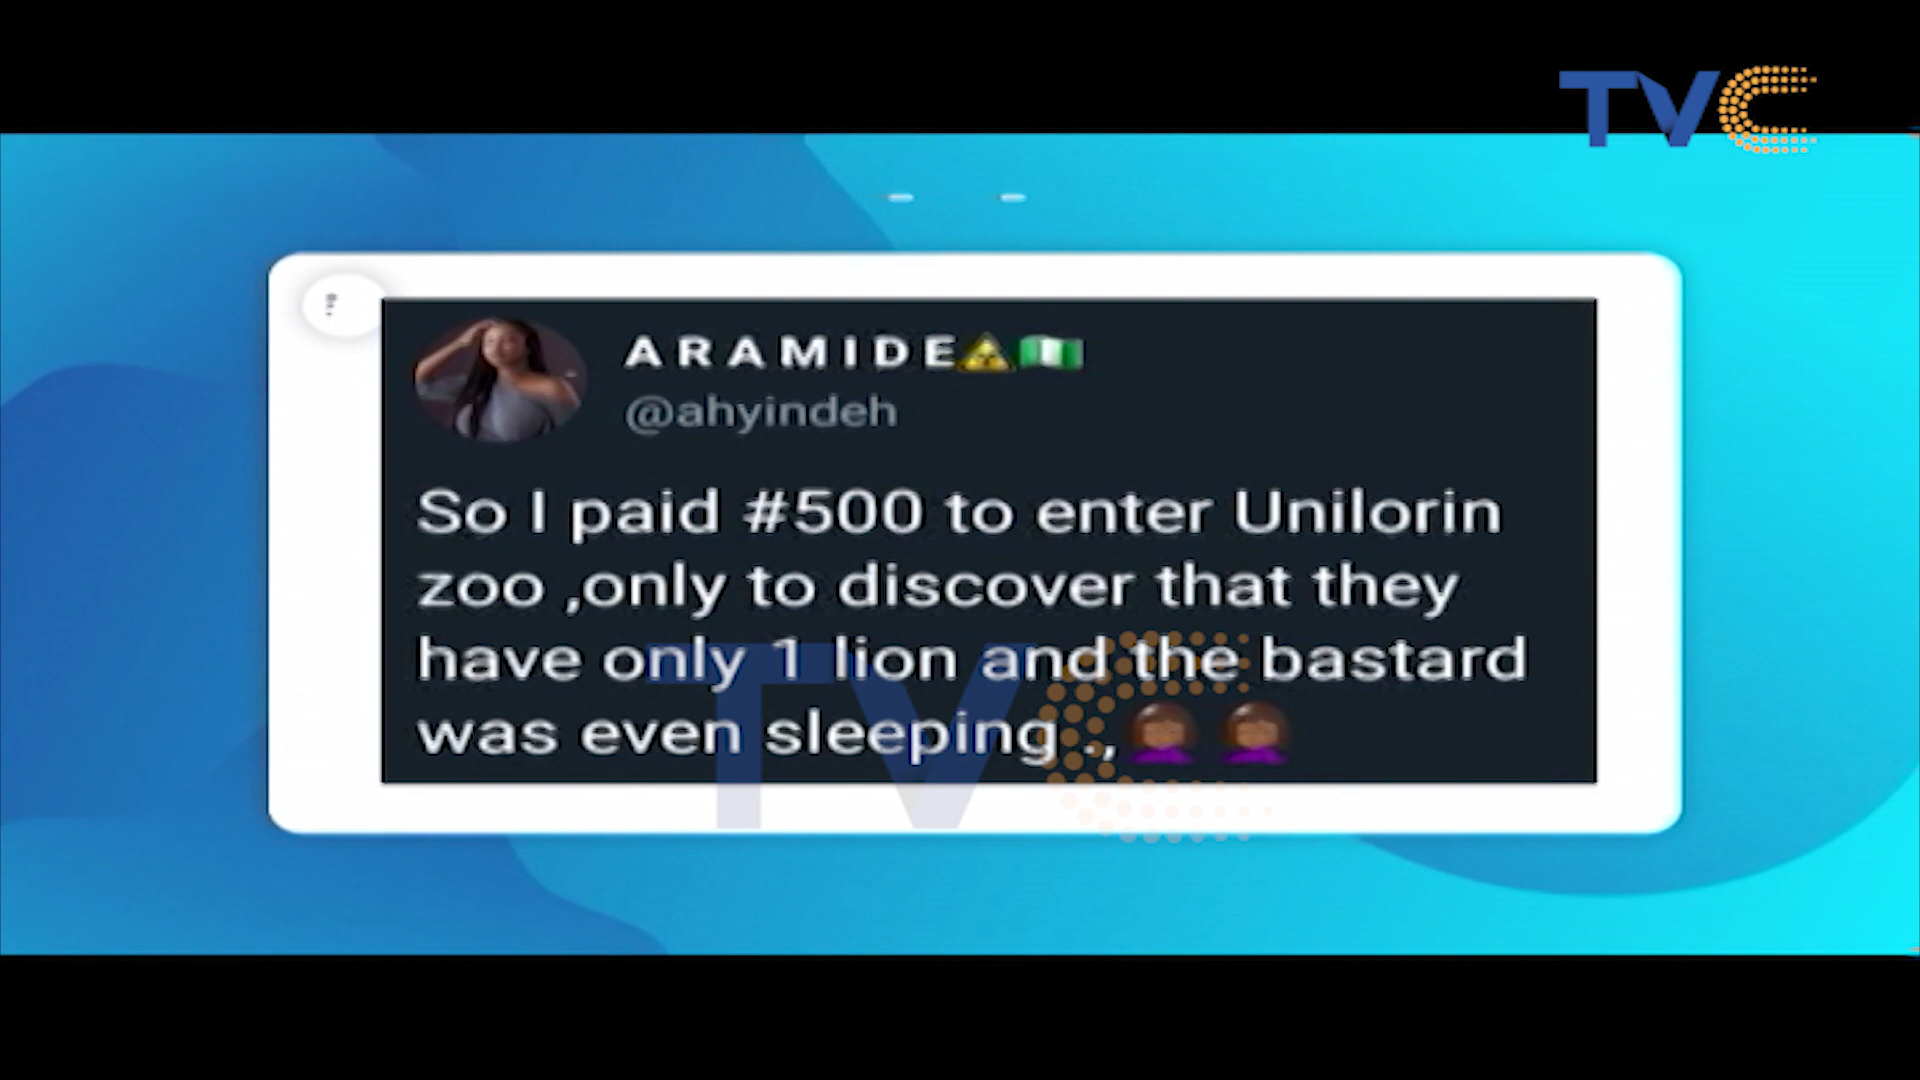 TVC
A R A M I D E☣🇳🇬
@ahyindeh
So I paid #500 to enter Unilorin
zoo ,only to discover that they
have only 1 lion and the bastard
was even sleeping .,🤦🏾‍♀️🤦🏾‍♀️
TVC